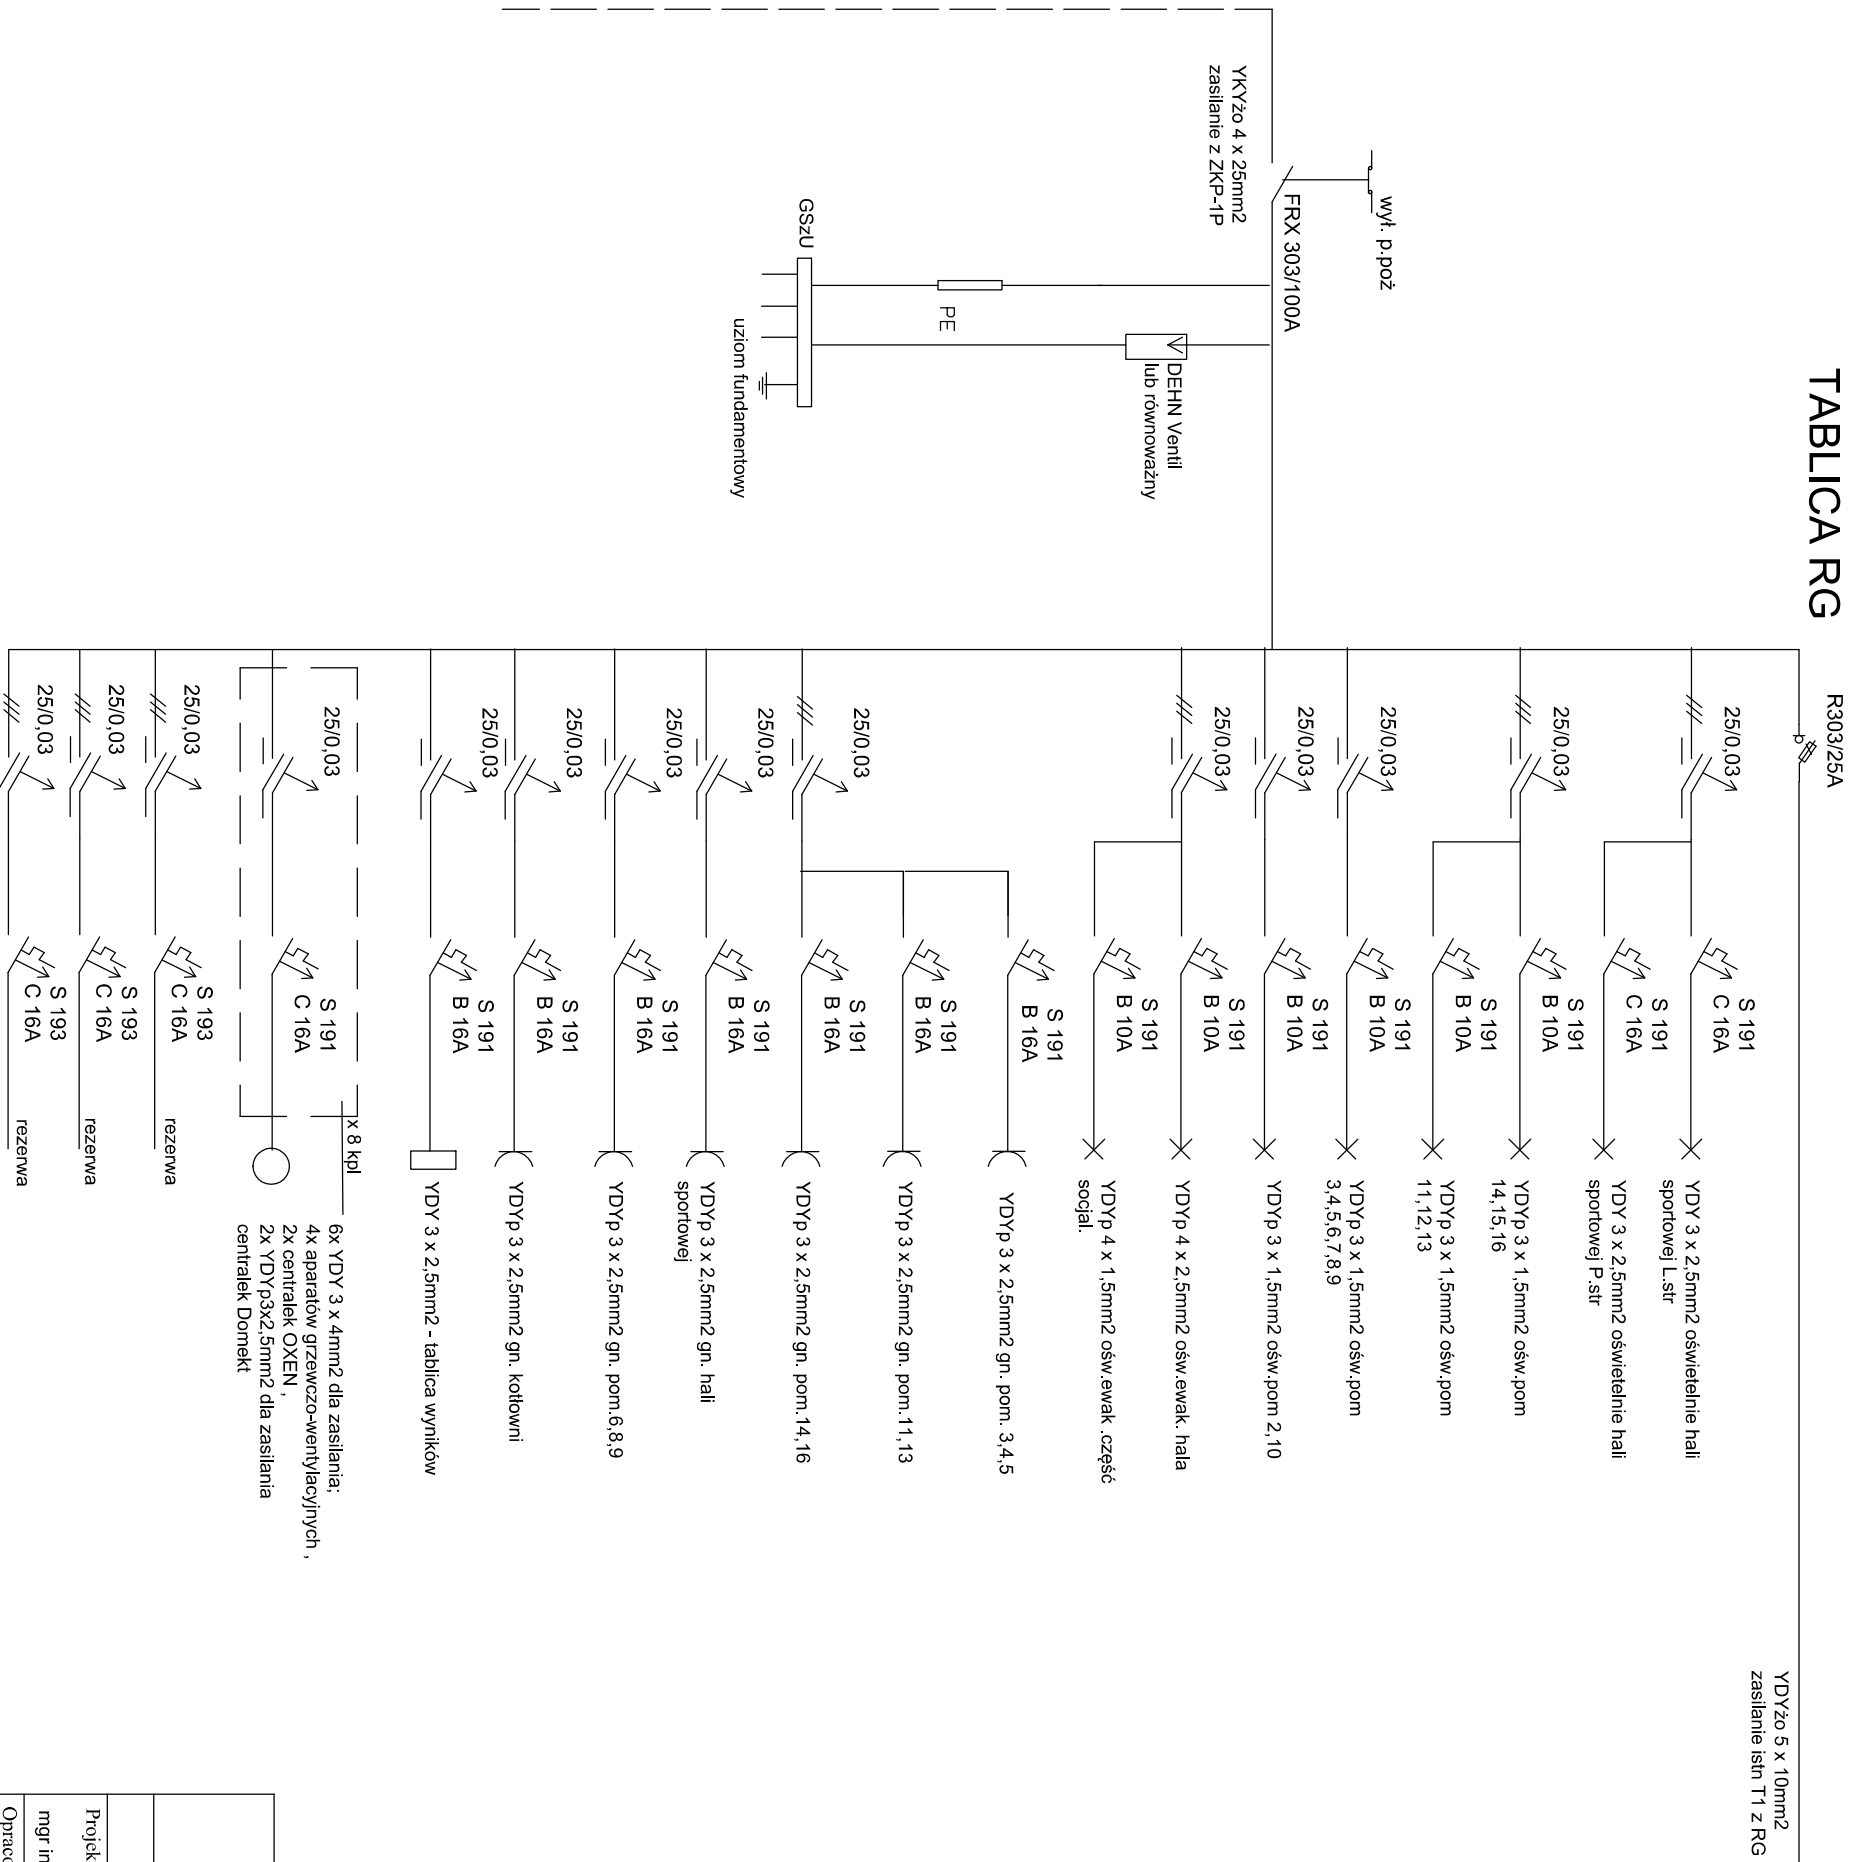 TABLICA RG
R303/25A
YDYżo 5 x 10mm2
zasilanie istn T1 z RG
25/0,03
S 191
C 16A
YDY 3 x 2,5mm2 oświetelnie hali
sportowej L.str
S 191
C 16A
YDY 3 x 2,5mm2 oświetelnie hali
sportowej P.str
25/0,03
S 191
B 10A
YDYp 3 x 1,5mm2 ośw.pom
14,15,16
S 191
B 10A
YDYp 3 x 1,5mm2 ośw.pom
11,12,13
wył. p.poż
FRX 303/100A
YKYżo 4 x 25mm2
zasilanie z ZKP-1P
25/0,03
S 191
B 10A
YDYp 3 x 1,5mm2 ośw.pom
3,4,5,6,7,8,9
25/0,03
S 191
B 10A
YDYp 3 x 1,5mm2 ośw.pom 2,10
25/0,03
S 191
B 10A
YDYp 4 x 2,5mm2 ośw.ewak. hala
S 191
B 10A
YDYp 4 x 1,5mm2 ośw.ewak .część
socjal.
DEHN Ventil
lub równoważny
PE
GSzU
uziom fundamentowy
S 191
B 16A
YDYp 3 x 2,5mm2 gn. pom. 3,4,5
S 191
B 16A
YDYp 3 x 2,5mm2 gn. pom.11,13
25/0,03
S 191
B 16A
YDYp 3 x 2,5mm2 gn. pom.14,16
25/0,03
S 191
B 16A
YDYp 3 x 2,5mm2 gn. hali
sportowej
25/0,03
S 191
B 16A
YDYp 3 x 2,5mm2 gn. pom.6,8,9
25/0,03
S 191
B 16A
YDYp 3 x 2,5mm2 gn. kotłowni
25/0,03
S 191
B 16A
YDY 3 x 2,5mm2 - tablica wyników
25/0,03
S 191
C 16A
x 8 kpl
6x YDY 3 x 4mm2 dla zasilania;
4x aparatów grzewczo-wentylacyjnych ,
2x centralek OXEN ,
2x YDYp3x2,5mm2 dla zasilania
centralek Domekt
25/0,03
S 193
C 16A
rezerwa
25/0,03
S 193
C 16A
rezerwa
25/0,03
S 193
C 16A
rezerwa
Projek
mgr in
Opraco